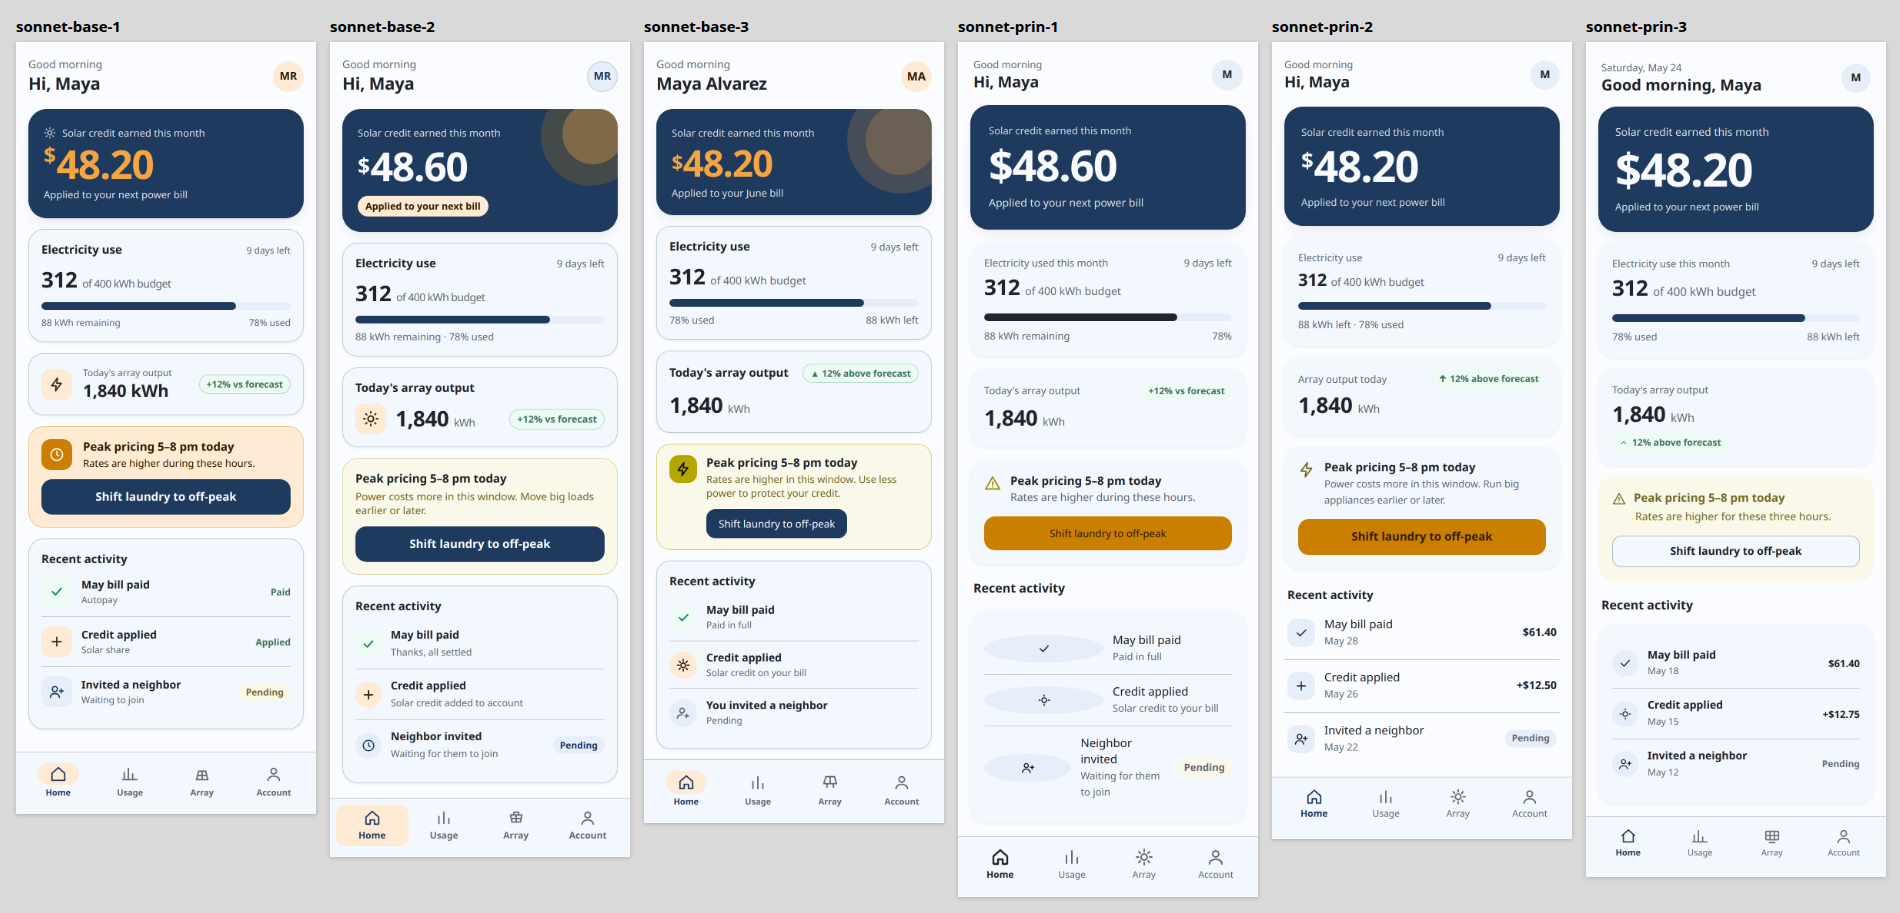 sonnet-base-1
Good morning
Hi, Maya
MR
Solar credit earned this month
$48.20
Applied to your next power bill
Electricity use
9 days left
312 of 400 kWh budget
88 kWh remaining
78% used
Today's array output
1,840 kWh
+12% vs forecast
Peak pricing 5–8 pm today
Rates are higher during these hours.
Shift laundry to off-peak
Recent activity
May bill paid
Autopay
Paid
Credit applied
Solar share
Applied
Invited a neighbor
Waiting to join
Pending
Home
Usage
Array
Account
sonnet-base-2
Good morning
Hi, Maya
MR
Solar credit earned this month
$48.60
Applied to your next bill
Electricity use
9 days left
312 of 400 kWh budget
88 kWh remaining · 78% used
Today's array output
1,840 kWh
+12% vs forecast
Peak pricing 5–8 pm today
Power costs more in this window. Move big loads
earlier or later.
Shift laundry to off-peak
Recent activity
May bill paid
Thanks, all settled
Credit applied
Solar credit added to account
Neighbor invited
Waiting for them to join
Pending
Home
Usage
Array
Account
sonnet-base-3
Good morning
Maya Alvarez
MA
Solar credit earned this month
$48.20
Applied to your June bill
Electricity use
9 days left
312 of 400 kWh budget
78% used
88 kWh left
Today's array output
▲ 12% above forecast
1,840 kWh
Peak pricing 5–8 pm today
Rates are higher in this window. Use less
power to protect your credit.
Shift laundry to off-peak
Recent activity
May bill paid
Paid in full
Credit applied
Solar credit on your bill
You invited a neighbor
Pending
Home
Usage
Array
Account
sonnet-prin-1
Good morning
Hi, Maya
M
Solar credit earned this month
$48.60
Applied to your next power bill
Electricity used this month
9 days left
312 of 400 kWh budget
88 kWh remaining
78%
Today's array output
+12% vs forecast
1,840 kWh
Peak pricing 5–8 pm today
Rates are higher during these hours.
Shift laundry to off-peak
Recent activity
May bill paid
Paid in full
Credit applied
Solar credit to your bill
Neighbor
invited
Waiting for them
to join
Pending
Home
Usage
Array
Account
sonnet-prin-2
Good morning
Hi, Maya
M
Solar credit earned this month
$48.20
Applied to your next power bill
Electricity use
9 days left
312 of 400 kWh budget
88 kWh left · 78% used
Array output today
↑ 12% above forecast
1,840 kWh
Peak pricing 5–8 pm today
Power costs more in this window. Run big
appliances earlier or later.
Shift laundry to off-peak
Recent activity
May bill paid
May 28
$61.40
Credit applied
May 26
+$12.50
Invited a neighbor
May 22
Pending
Home
Usage
Array
Account
sonnet-prin-3
Saturday, May 24
Good morning, Maya
M
Solar credit earned this month
$48.20
Applied to your next power bill
Electricity use this month
9 days left
312 of 400 kWh budget
78% used
88 kWh left
Today's array output
1,840 kWh
12% above forecast
Peak pricing 5–8 pm today
Rates are higher for these three hours.
Shift laundry to off-peak
Recent activity
May bill paid
May 18
$61.40
Credit applied
May 15
+$12.75
Invited a neighbor
May 12
Pending
Home
Usage
Array
Account